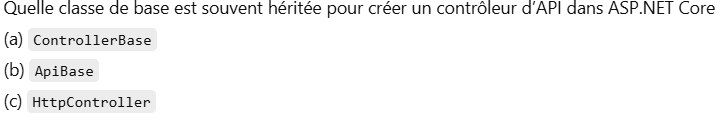 Quelle classe de base est souvent héritée pour créer un contrôleur d’API dans ASP.NET Core
(a) ControllerBase
(b) ApiBase
(c) HttpController